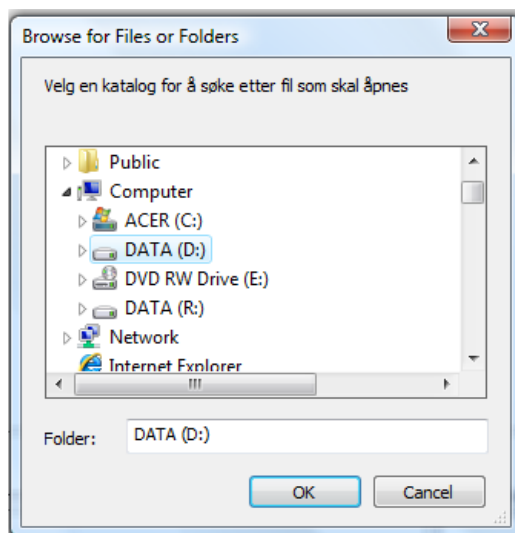 Browse for Files or Folders
Velg en katalog for å søke etter fil som skal åpnes
Public
Computer
ACER (C:)
DATA (D:)
DVD RW Drive (E:)
DATA (R:)
Network
Internet Explorer
Folder: DATA (D:)
OK Cancel